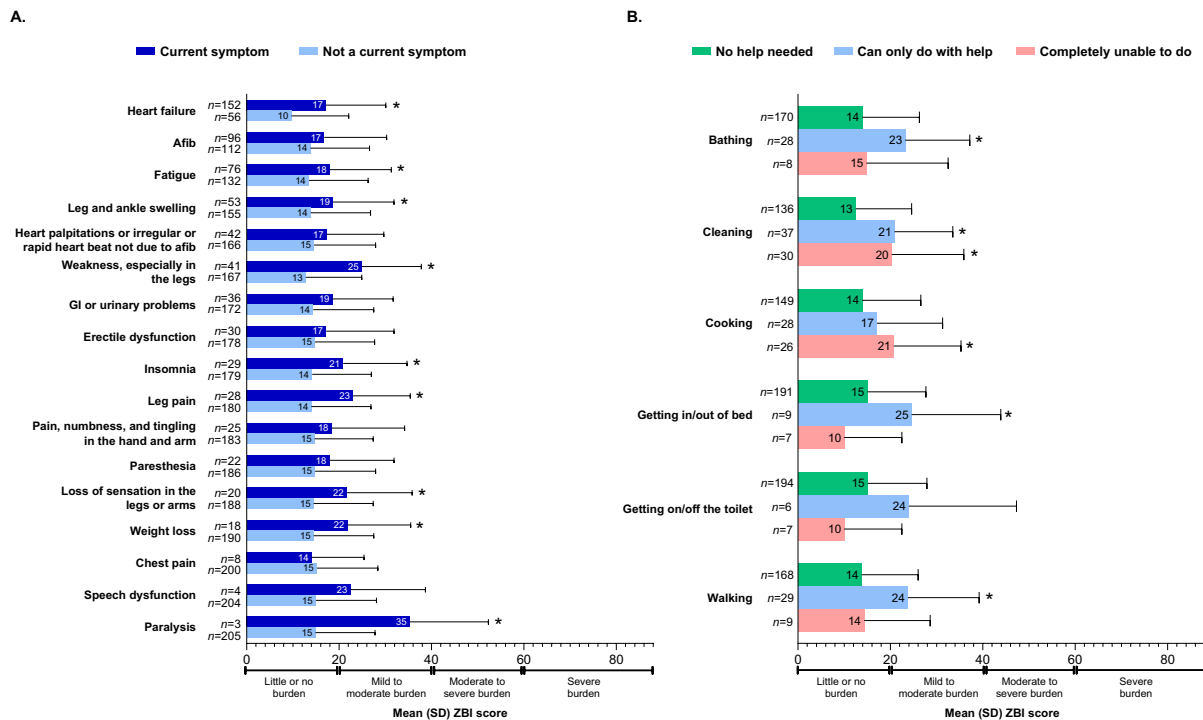 A.
Current symptom
Not a current symptom
Heart failure
n=152
n=56
17
10
*
Afib
n=96
n=112
17
14
Fatigue
n=76
n=132
18
14
*
Leg and ankle swelling
n=53
n=155
19
14
*
Heart palpitations or irregular or
rapid heart beat not due to afib
n=42
n=166
17
15
Weakness, especially in
the legs
n=41
n=167
25
13
*
GI or urinary problems
n=36
n=172
19
14
Erectile dysfunction
n=30
n=178
17
15
Insomnia
n=29
n=179
21
14
*
Leg pain
n=28
n=180
23
14
*
Pain, numbness, and tingling
in the hand and arm
n=25
n=183
18
15
Paresthesia
n=22
n=186
18
15
Loss of sensation in the
legs or arms
n=20
n=188
22
15
*
Weight loss
n=18
n=190
22
15
*
Chest pain
n=8
n=200
14
15
Speech dysfunction
n=4
n=204
23
15
Paralysis
n=3
n=205
35
15
*
0 20 40 60 80
Little or no
burden
Mild to
moderate burden
Moderate to
severe burden
Severe
burden
Mean (SD) ZBI score
B.
No help needed
Can only do with help
Completely unable to do
Bathing
n=170
n=28
n=8
14
23
15
*
Cleaning
n=136
n=37
n=30
13
21
20
*
*
Cooking
n=149
n=28
n=26
14
17
21
*
Getting in/out of bed
n=191
n=9
n=7
15
25
10
*
Getting on/off the toilet
n=194
n=6
n=7
15
24
10
Walking
n=168
n=29
n=9
14
24
14
*
0 20 40 60 80
Little or no
burden
Mild to
moderate burden
Moderate to
severe burden
Severe
burden
Mean (SD) ZBI score